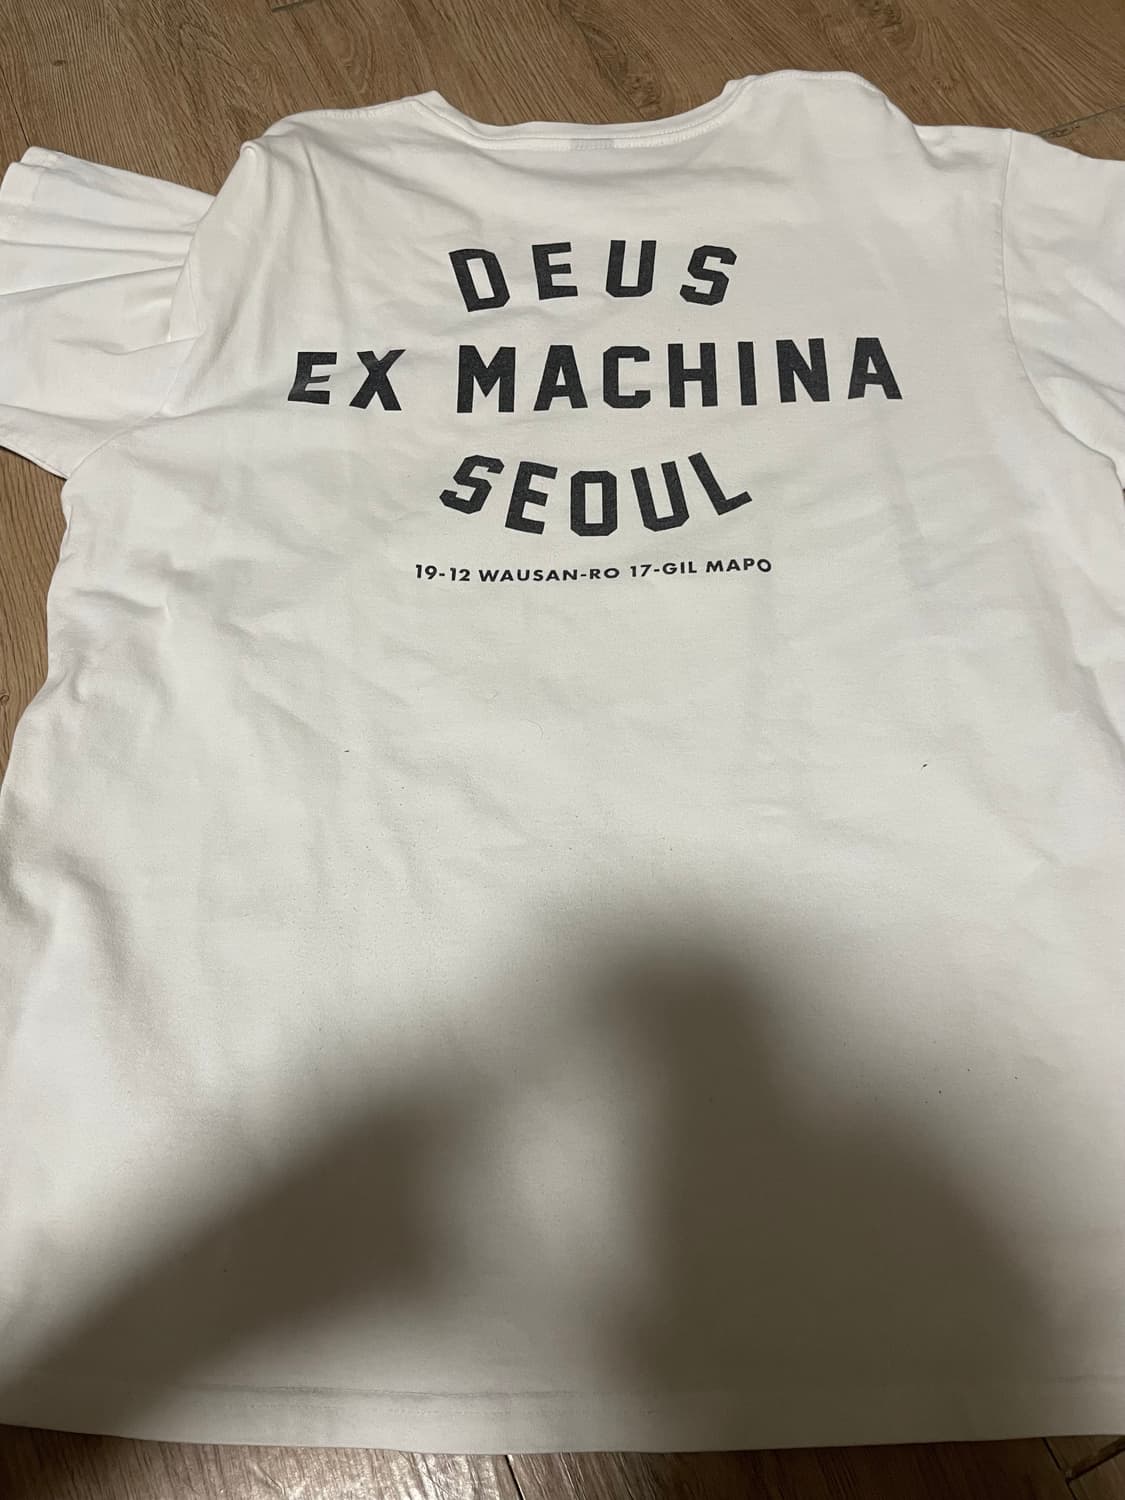 DEUS
EX MACHINA
SEOUL
19-12 WAUSAN-RO 17-GIL MAPO